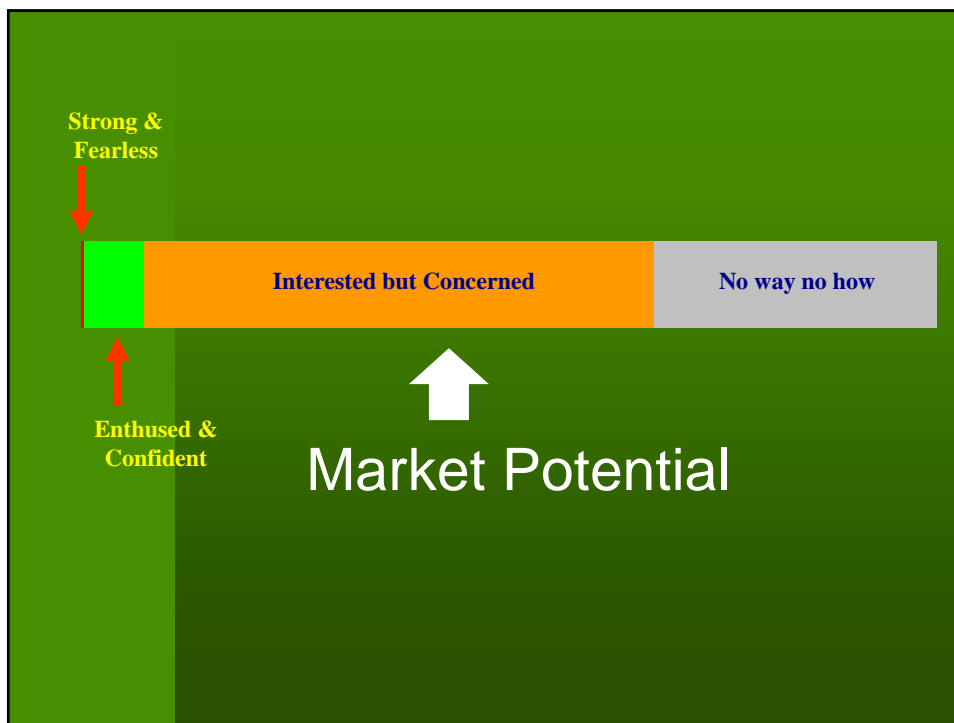 Strong &
Fearless
Interested but Concerned
No way no how
Enthused &
Confident
Market Potential